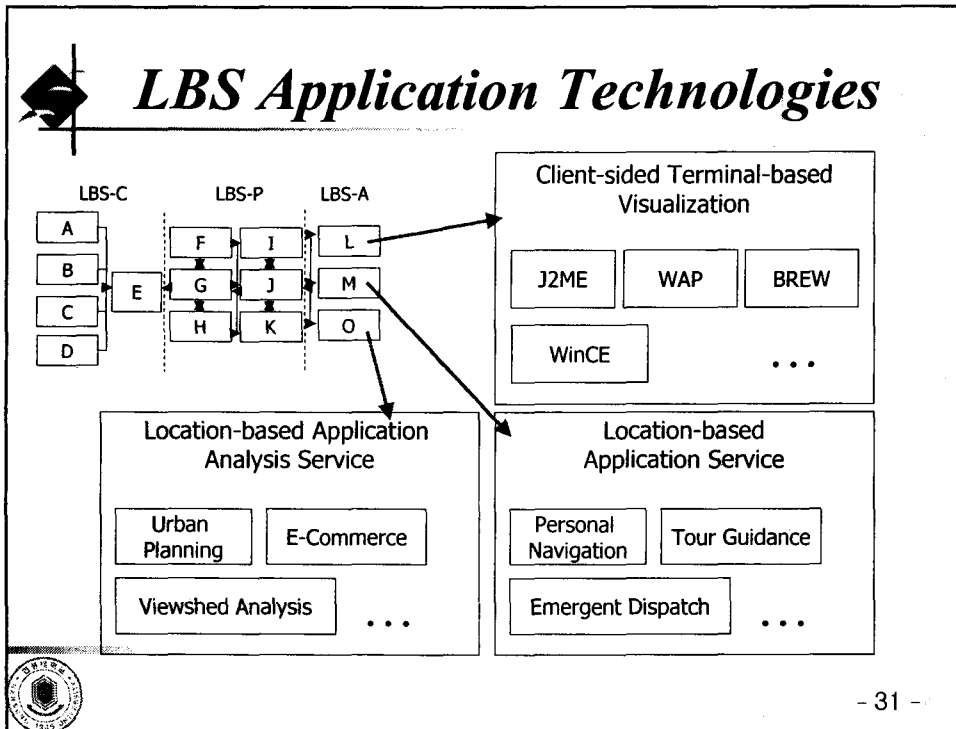 LBS Application Technologies
LBS-C
LBS-P
LBS-A
A
B
C
D
E
F
G
H
I
J
K
L
M
O
Client-sided Terminal-based
Visualization
J2ME
WAP
BREW
WinCE
...
Location-based Application
Analysis Service
Urban
Planning
E-Commerce
Viewshed Analysis
...
Location-based
Application Service
Personal
Navigation
Tour Guidance
Emergent Dispatch
...
- 31 -